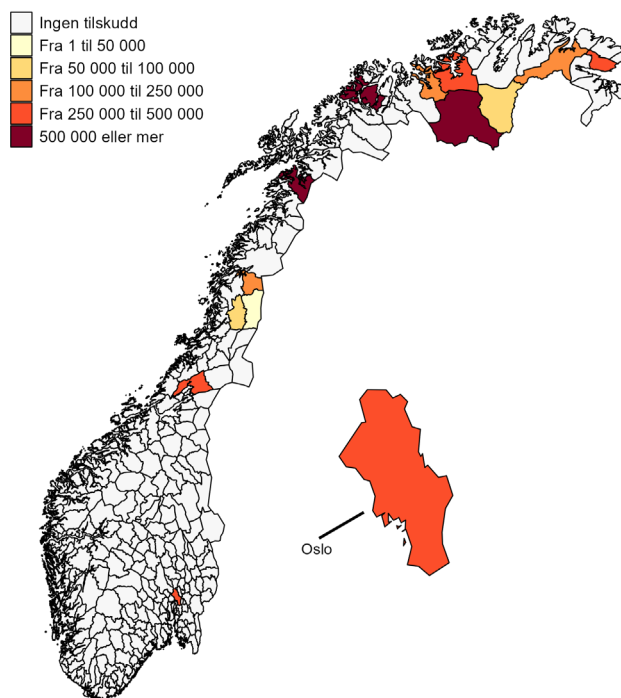 Ingen tilskudd
Fra 1 til 50 000
Fra 50 000 til 100 000
Fra 100 000 til 250 000
Fra 250 000 til 500 000
500 000 eller mer
Oslo